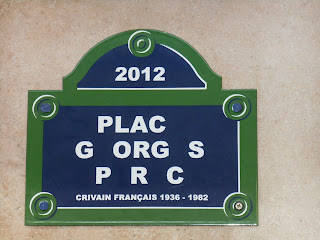 2012
PLAC
G ORG S
P R C
CRIVAIN FRANÇAIS 1936 - 1982